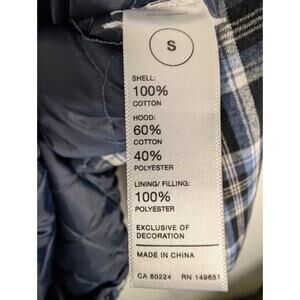 S
SHELL:
100%
COTTON
HOOD:
60%
COTTON
40%
POLYESTER
LINING/ FILLING:
100%
POLYESTER
EXCLUSIVE OF
DECORATION
MADE IN CHINA
CA 60224 RN 149651